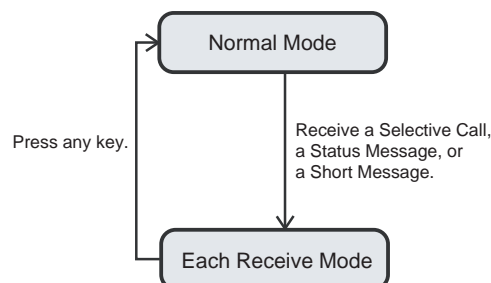 Normal Mode
Press any key.
Receive a Selective Call,
a Status Message, or
a Short Message.
Each Receive Mode